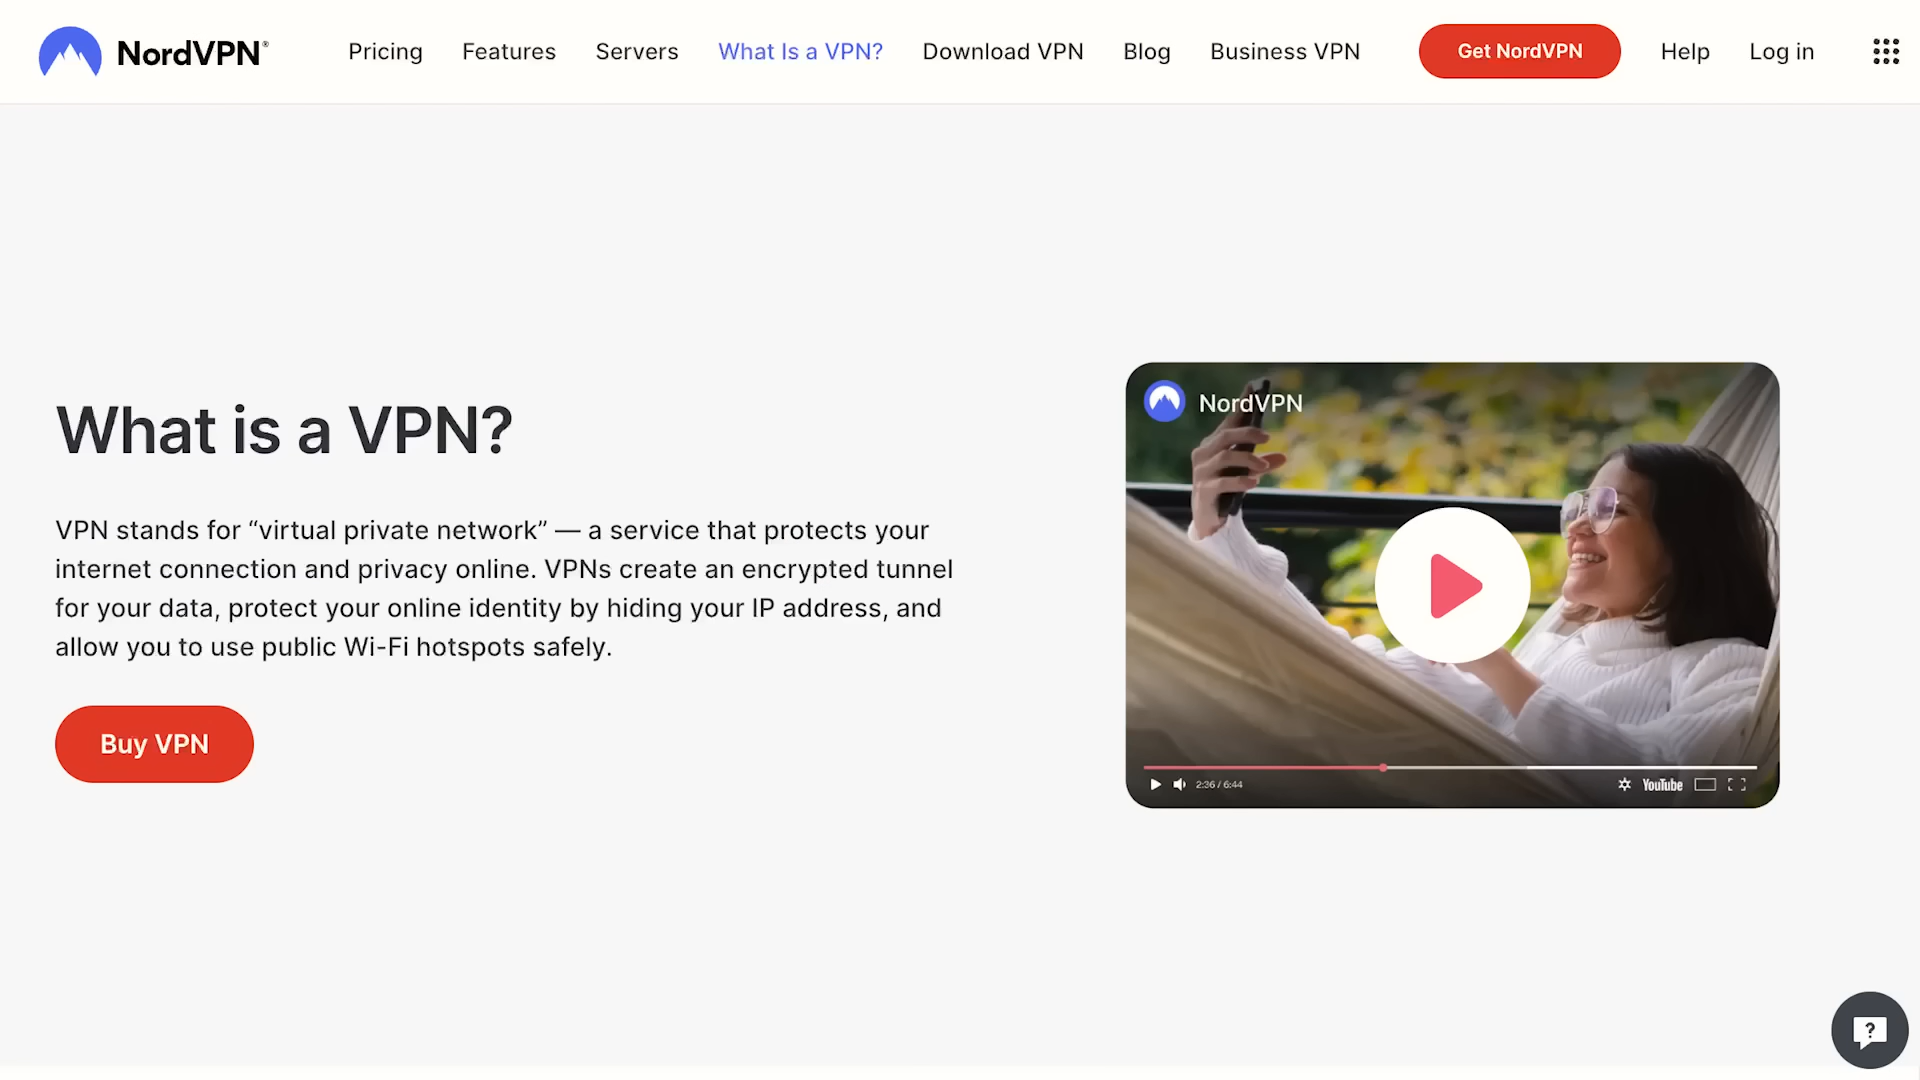 NordVPN®
Pricing
Features
Servers
What Is a VPN?
Download VPN
Blog
Business VPN
Get NordVPN
Help
Log in
What is a VPN?
VPN stands for “virtual private network” — a service that protects your
internet connection and privacy online. VPNs create an encrypted tunnel
for your data, protect your online identity by hiding your IP address, and
allow you to use public Wi-Fi hotspots safely.
Buy VPN
NordVPN
2:36 / 6:44
YouTube
?